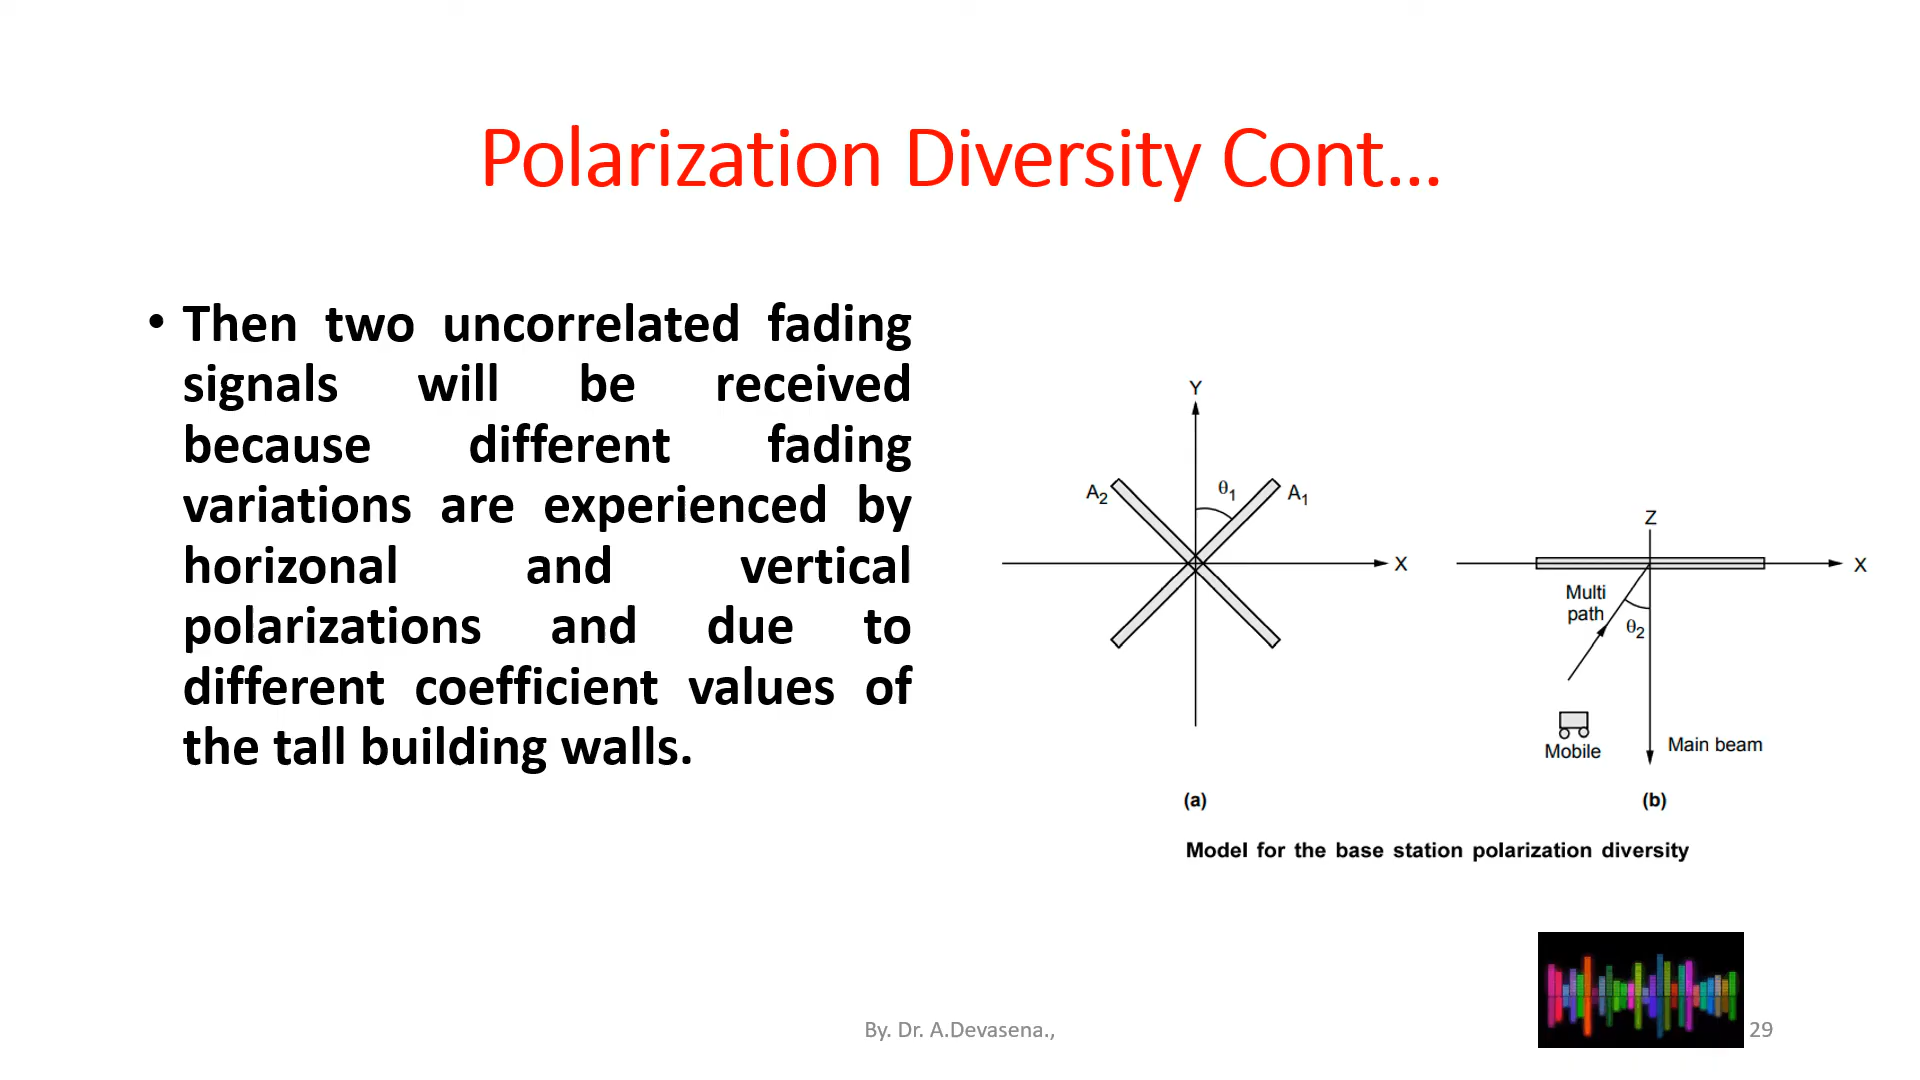 Polarization Diversity Cont...
• Then two uncorrelated fading
signals will be received
because different fading
variations are experienced by
horizonal and vertical
polarizations and due to
different coefficient values of
the tall building walls.
Y
A2
θ1
A1
X
(a)
Z
X
Multi
path
θ2
Mobile
Main beam
(b)
Model for the base station polarization diversity
By. Dr. A.Devasena.,
29